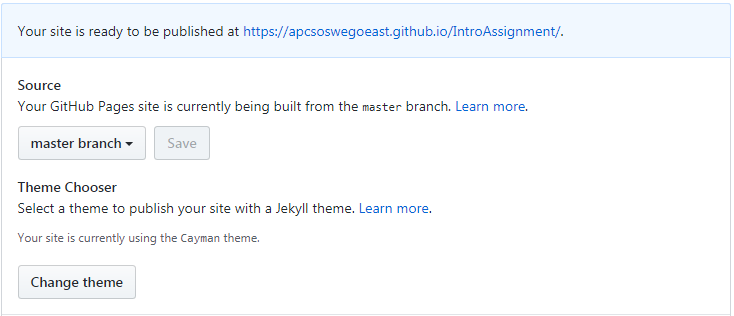 Your site is ready to be published at https://apcsoswegoeast.github.io/IntroAssignment/.
Source
Your GitHub Pages site is currently being built from the master branch. Learn more.
master branch
Save
Theme Chooser
Select a theme to publish your site with a Jekyll theme. Learn more.
Your site is currently using the Cayman theme.
Change theme